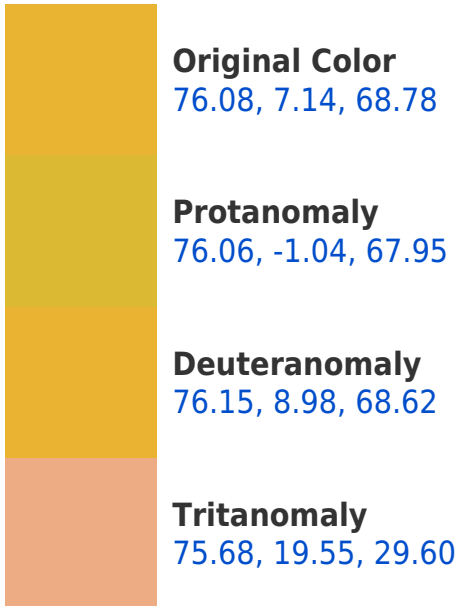 Original Color
76.08, 7.14, 68.78
Protanomaly
76.06, -1.04, 67.95
Deuteranomaly
76.15, 8.98, 68.62
Tritanomaly
75.68, 19.55, 29.60